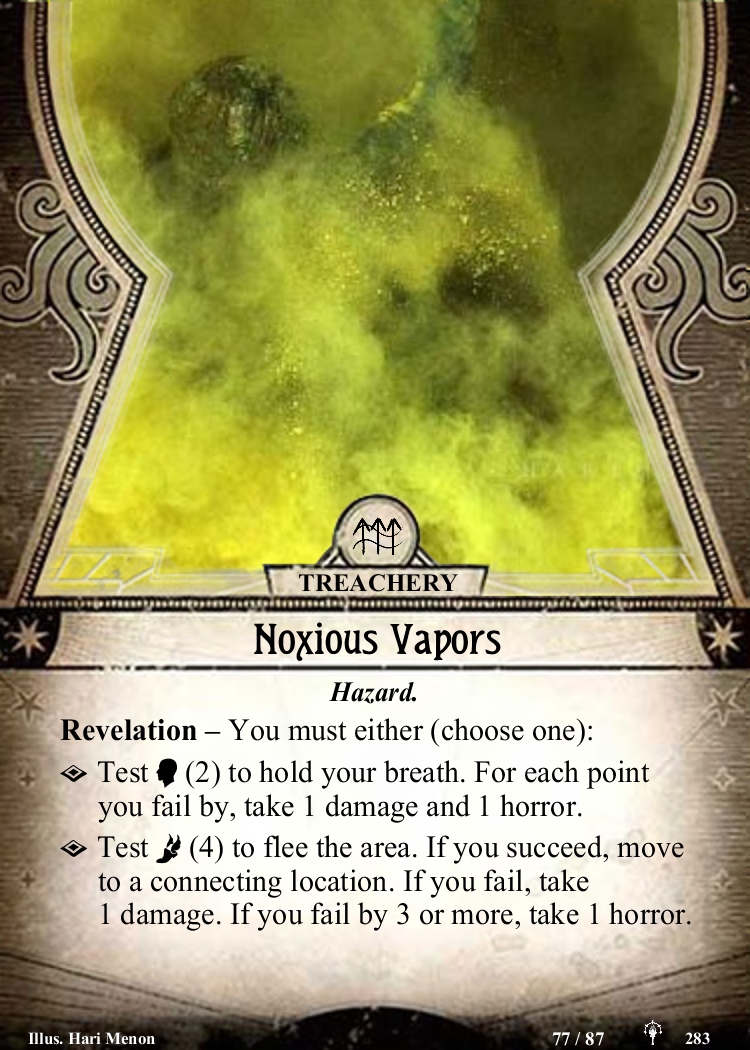 TREACHERY
Noxious Vapors
Hazard.
Revelation – You must either (choose one):
Test (2) to hold your breath. For each point
you fail by, take 1 damage and 1 horror.
Test (4) to flee the area. If you succeed, move
to a connecting location. If you fail, take
1 damage. If you fail by 3 or more, take 1 horror.
Illus. Hari Menon
77 / 87
283